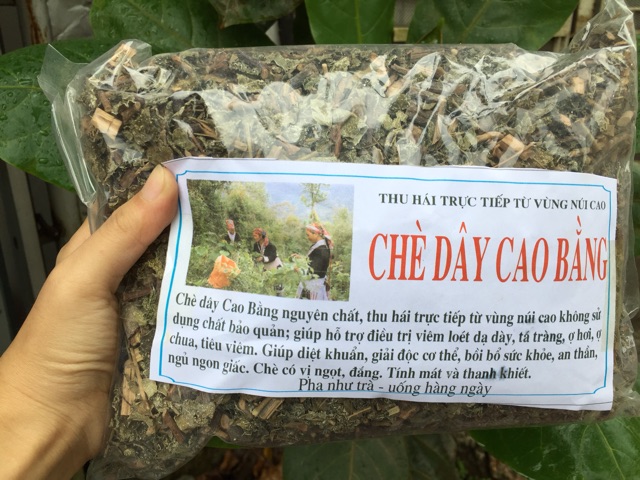 THU HÁI TRỰC TIẾP TỪ VÙNG NÚI CAO
CHÈ DÂY CAO BẰNG
Chè dây Cao Bằng nguyên chất, thu hái trực tiếp từ vùng núi cao không sử
dụng chất bảo quản; giúp hỗ trợ điều trị viêm loét dạ dày, tá tràng, ợ hơi, ợ
chua, tiêu viêm. Giúp diệt khuẩn, giải độc cơ thể, bồi bổ sức khỏe, an thần,
ngủ ngon giấc. Chè có vị ngọt, đắng. Tính mát và thanh khiết.
Pha như trà - uống hàng ngày